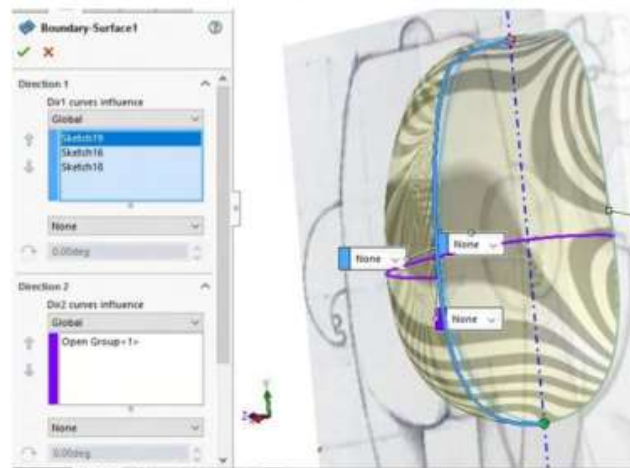 Boundary-Surface1
Direction 1
Dir1 curves influence
Global
Sketch19
Sketch16
Sketch18
None
0.00deg
Direction 2
Dir2 curves influence
Global
Open Group<1>
None
0.00deg
None
None
None
Y
Z